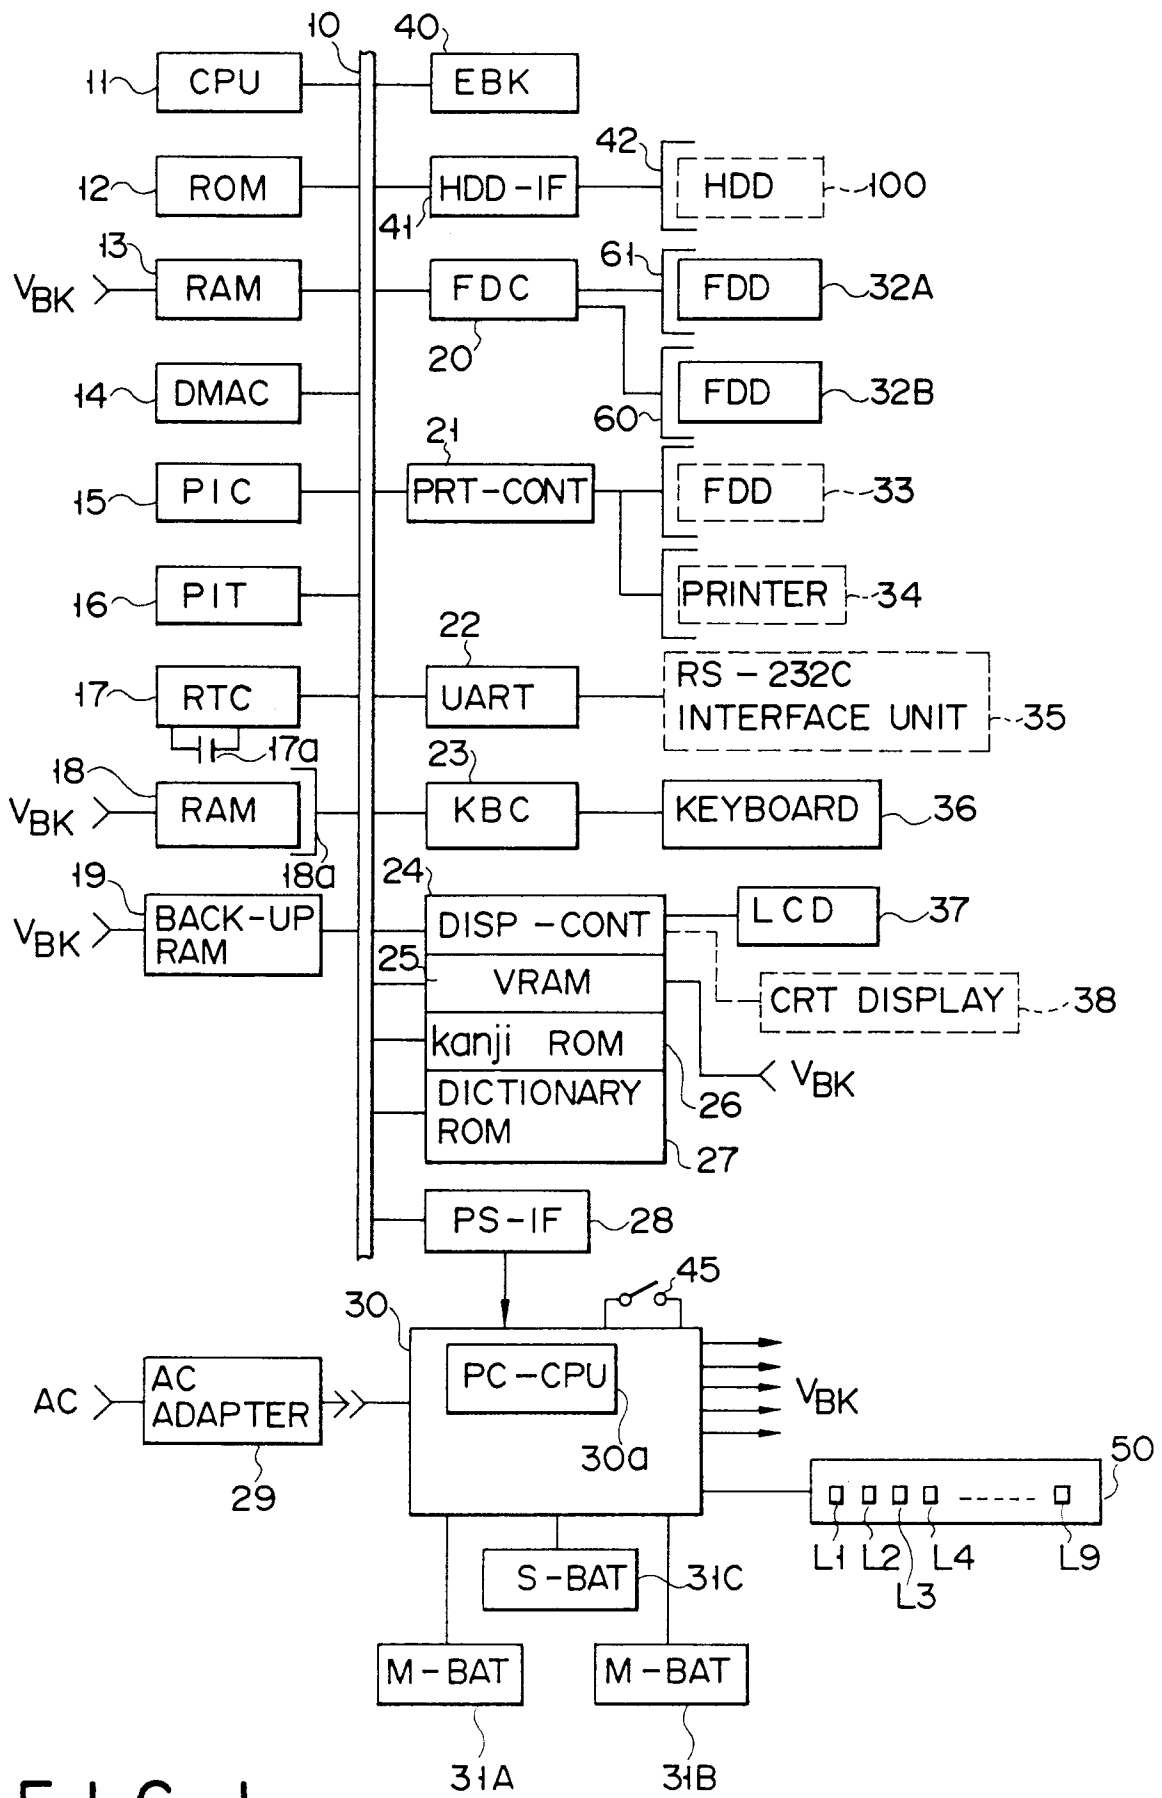 10
40
11
CPU
EBK
12
ROM
HDD-IF
41
42
HDD
100
13
VBK
RAM
FDC
20
61
FDD
32A
14
DMAC
FDD
32B
60
15
PIC
21
PRT-CONT
FDD
33
16
PIT
PRINTER
34
17
RTC
17a
22
UART
RS-232C
INTERFACE UNIT
35
18
VBK
RAM
18a
23
KBC
KEYBOARD
36
19
VBK
BACK-UP
RAM
24
DISP-CONT
LCD
37
25
VRAM
CRT DISPLAY
38
kanji ROM
26
VBK
DICTIONARY
ROM
27
PS-IF
28
45
30
PC-CPU
30a
AC
AC
ADAPTER
29
VBK
50
L1 L2 L3 L4 ----- L9
S-BAT
31C
M-BAT
31A
M-BAT
31B
FIG. 1